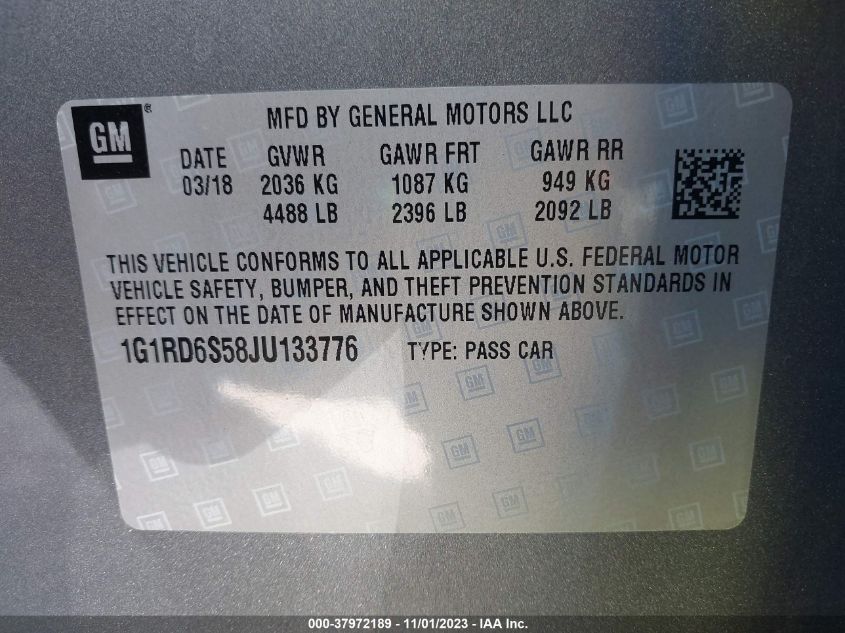 GM®
MFD BY GENERAL MOTORS LLC
DATE GVWR GAWR FRT GAWR RR
03/18 2036 KG 1087 KG 949 KG
4488 LB 2396 LB 2092 LB
THIS VEHICLE CONFORMS TO ALL APPLICABLE U.S. FEDERAL MOTOR
VEHICLE SAFETY, BUMPER, AND THEFT PREVENTION STANDARDS IN
EFFECT ON THE DATE OF MANUFACTURE SHOWN ABOVE.
1G1RD6S58JU133776 TYPE: PASS CAR
000-37972189 - 11/01/2023 - IAA Inc.